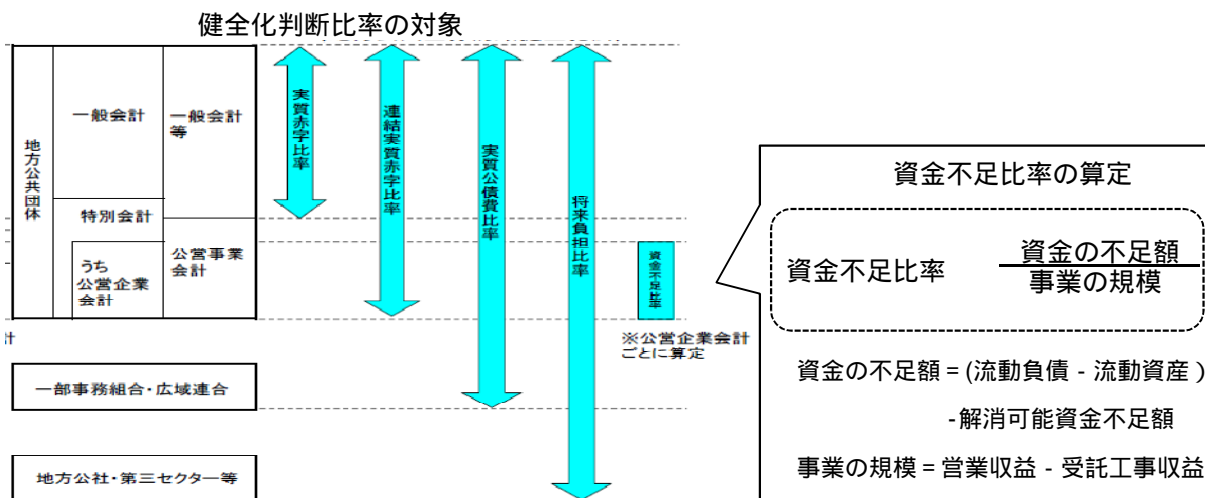 健全化判断比率の対象
地方公共団体
一般会計
一般会計
等
特別会計
うち
公営企業
会計
公営事業
会計
実質赤字比率
連結実質赤字比率
実質公債費比率
将来負担比率
資金不足比率
※公営企業会計
ごとに算定
計
一部事務組合・広域連合
地方公社・第三セクター等
資金不足比率の算定
資金不足比率
資金の不足額
事業の規模
資金の不足額 = (流動負債 - 流動資産)
-解消可能資金不足額
事業の規模 = 営業収益 - 受託工事収益